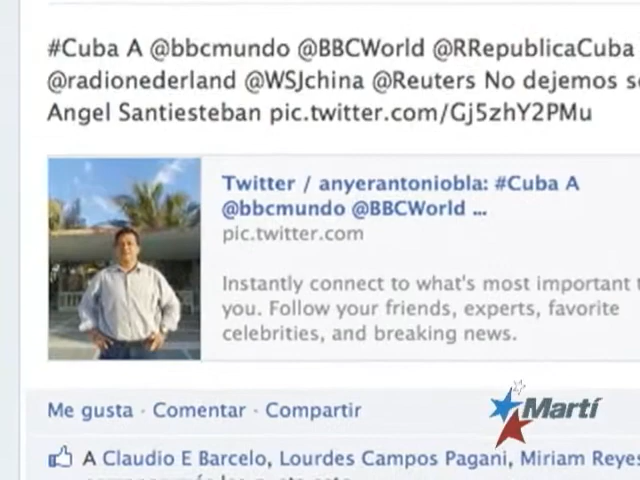 #Cuba A @bbcmundo @BBCWorld @RRepublicaCuba
@radionederland @WSJchina @Reuters No dejemos
Angel Santiesteban pic.twitter.com/Gj5zhY2PMu
Twitter / anyerantoniobla: #Cuba A
@bbcmundo @BBCWorld ...
pic.twitter.com
Instantly connect to what's most important
you. Follow your friends, experts, favorite
celebrities, and breaking news.
Me gusta · Comentar · Compartir
Martí
A Claudio E Barcelo, Lourdes Campos Pagani, Miriam Reyes